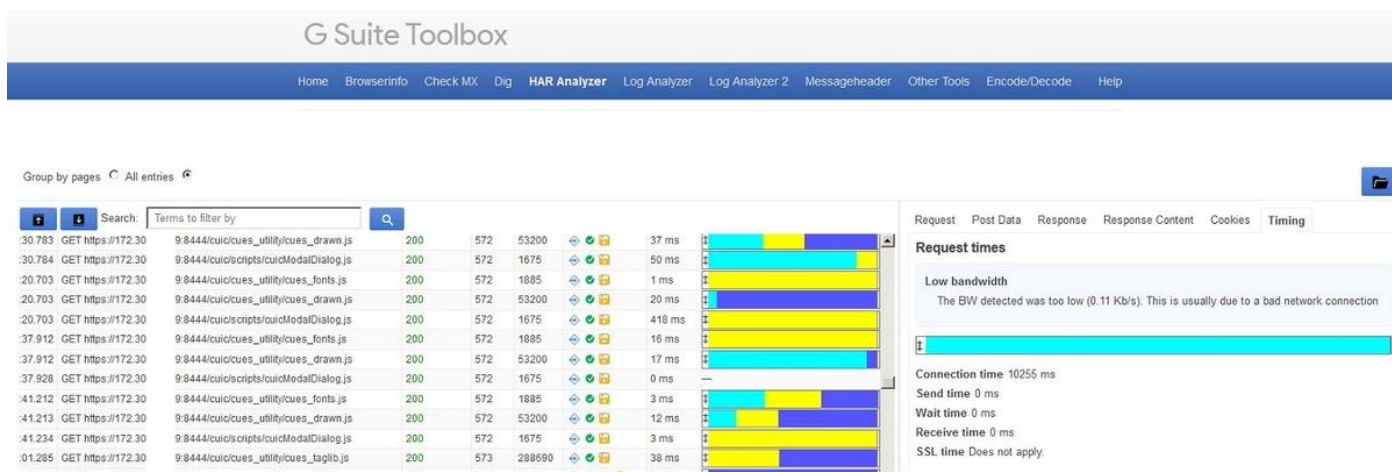 G Suite Toolbox
Home Browserinfo Check MX Dig HAR Analyzer Log Analyzer Log Analyzer 2 Messageheader Other Tools Encode/Decode Help
Group by pages All entries
Search: Terms to filter by
:30.783 GET https://172.30 9:8444/cuic/cues_utility/cues_drawn.js 200 572 53200 37 ms
:30.784 GET https://172.30 9:8444/cuic/scripts/cuicModalDialog.js 200 572 1675 50 ms
:20.703 GET https://172.30 9:8444/cuic/cues_utility/cues_fonts.js 200 572 1885 1 ms
:20.703 GET https://172.30 9:8444/cuic/cues_utility/cues_drawn.js 200 572 53200 20 ms
:20.703 GET https://172.30 9:8444/cuic/scripts/cuicModalDialog.js 200 572 1675 418 ms
:37.912 GET https://172.30 9:8444/cuic/cues_utility/cues_fonts.js 200 572 1885 16 ms
:37.912 GET https://172.30 9:8444/cuic/cues_utility/cues_drawn.js 200 572 53200 17 ms
:37.928 GET https://172.30 9:8444/cuic/scripts/cuicModalDialog.js 200 572 1675 0 ms —
:41.212 GET https://172.30 9:8444/cuic/cues_utility/cues_fonts.js 200 572 1885 3 ms
:41.213 GET https://172.30 9:8444/cuic/cues_utility/cues_drawn.js 200 572 53200 12 ms
:41.234 GET https://172.30 9:8444/cuic/scripts/cuicModalDialog.js 200 572 1675 3 ms
:01.285 GET https://172.30 9:8444/cuic/cues_utility/cues_taglib.js 200 573 288690 38 ms
Request Post Data Response Response Content Cookies Timing
Request times
Low bandwidth
The BW detected was too low (0.11 Kb/s). This is usually due to a bad network connection
Connection time 10255 ms
Send time 0 ms
Wait time 0 ms
Receive time 0 ms
SSL time Does not apply.